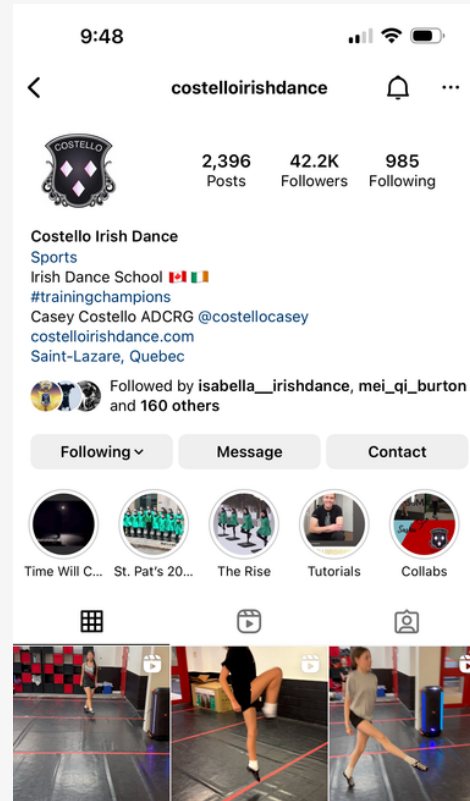 9:48
costelloirishdance
COSTELLO
2,396 42.2K 985
Posts Followers Following
Costello Irish Dance
Sports
Irish Dance School 🇨🇦🇮🇪
#trainingchampions
Casey Costello ADCRG @costellocasey
costelloirishdance.com
Saint-Lazare, Quebec
Followed by isabella__irishdance, mei_qi_burton
and 160 others
Following Message Contact
Time Will C... St. Pat's 20... The Rise Tutorials Collabs